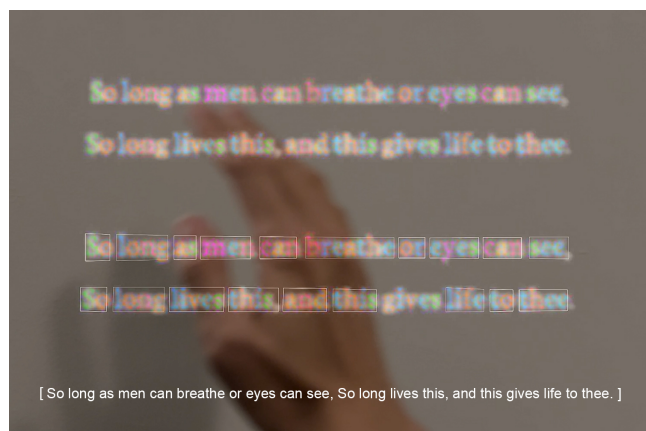 So long as men can breathe or eyes can see,
So long lives this, and this gives life to thee.
So long as men can breathe or eyes can see,
So long lives this, and this gives life to thee.
[ So long as men can breathe or eyes can see, So long lives this, and this gives life to thee. ]